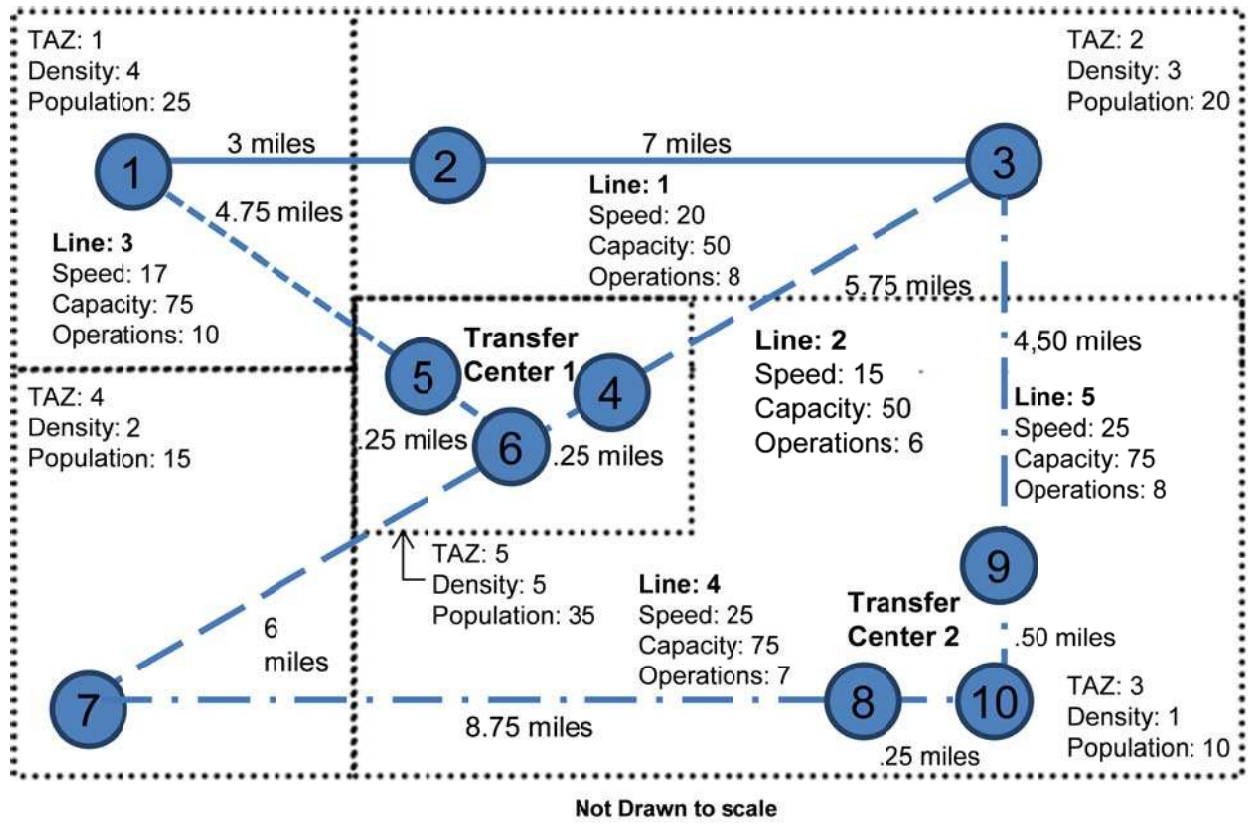 TAZ: 1
Density: 4
Population: 25
TAZ: 2
Density: 3
Population: 20
1
3 miles
2
7 miles
3
4.75 miles
Line: 1
Speed: 20
Capacity: 50
Operations: 8
Line: 3
Speed: 17
Capacity: 75
Operations: 10
5.75 miles
Transfer
Center 1
5
4
6
.25 miles
.25 miles
Line: 2
Speed: 15
Capacity: 50
Operations: 6
4,50 miles
Line: 5
Speed: 25
Capacity: 75
Operations: 8
TAZ: 4
Density: 2
Population: 15
TAZ: 5
Density: 5
Population: 35
6
miles
Line: 4
Speed: 25
Capacity: 75
Operations: 7
Transfer
Center 2
9
.50 miles
7
8.75 miles
8
10
.25 miles
TAZ: 3
Density: 1
Population: 10
Not Drawn to scale